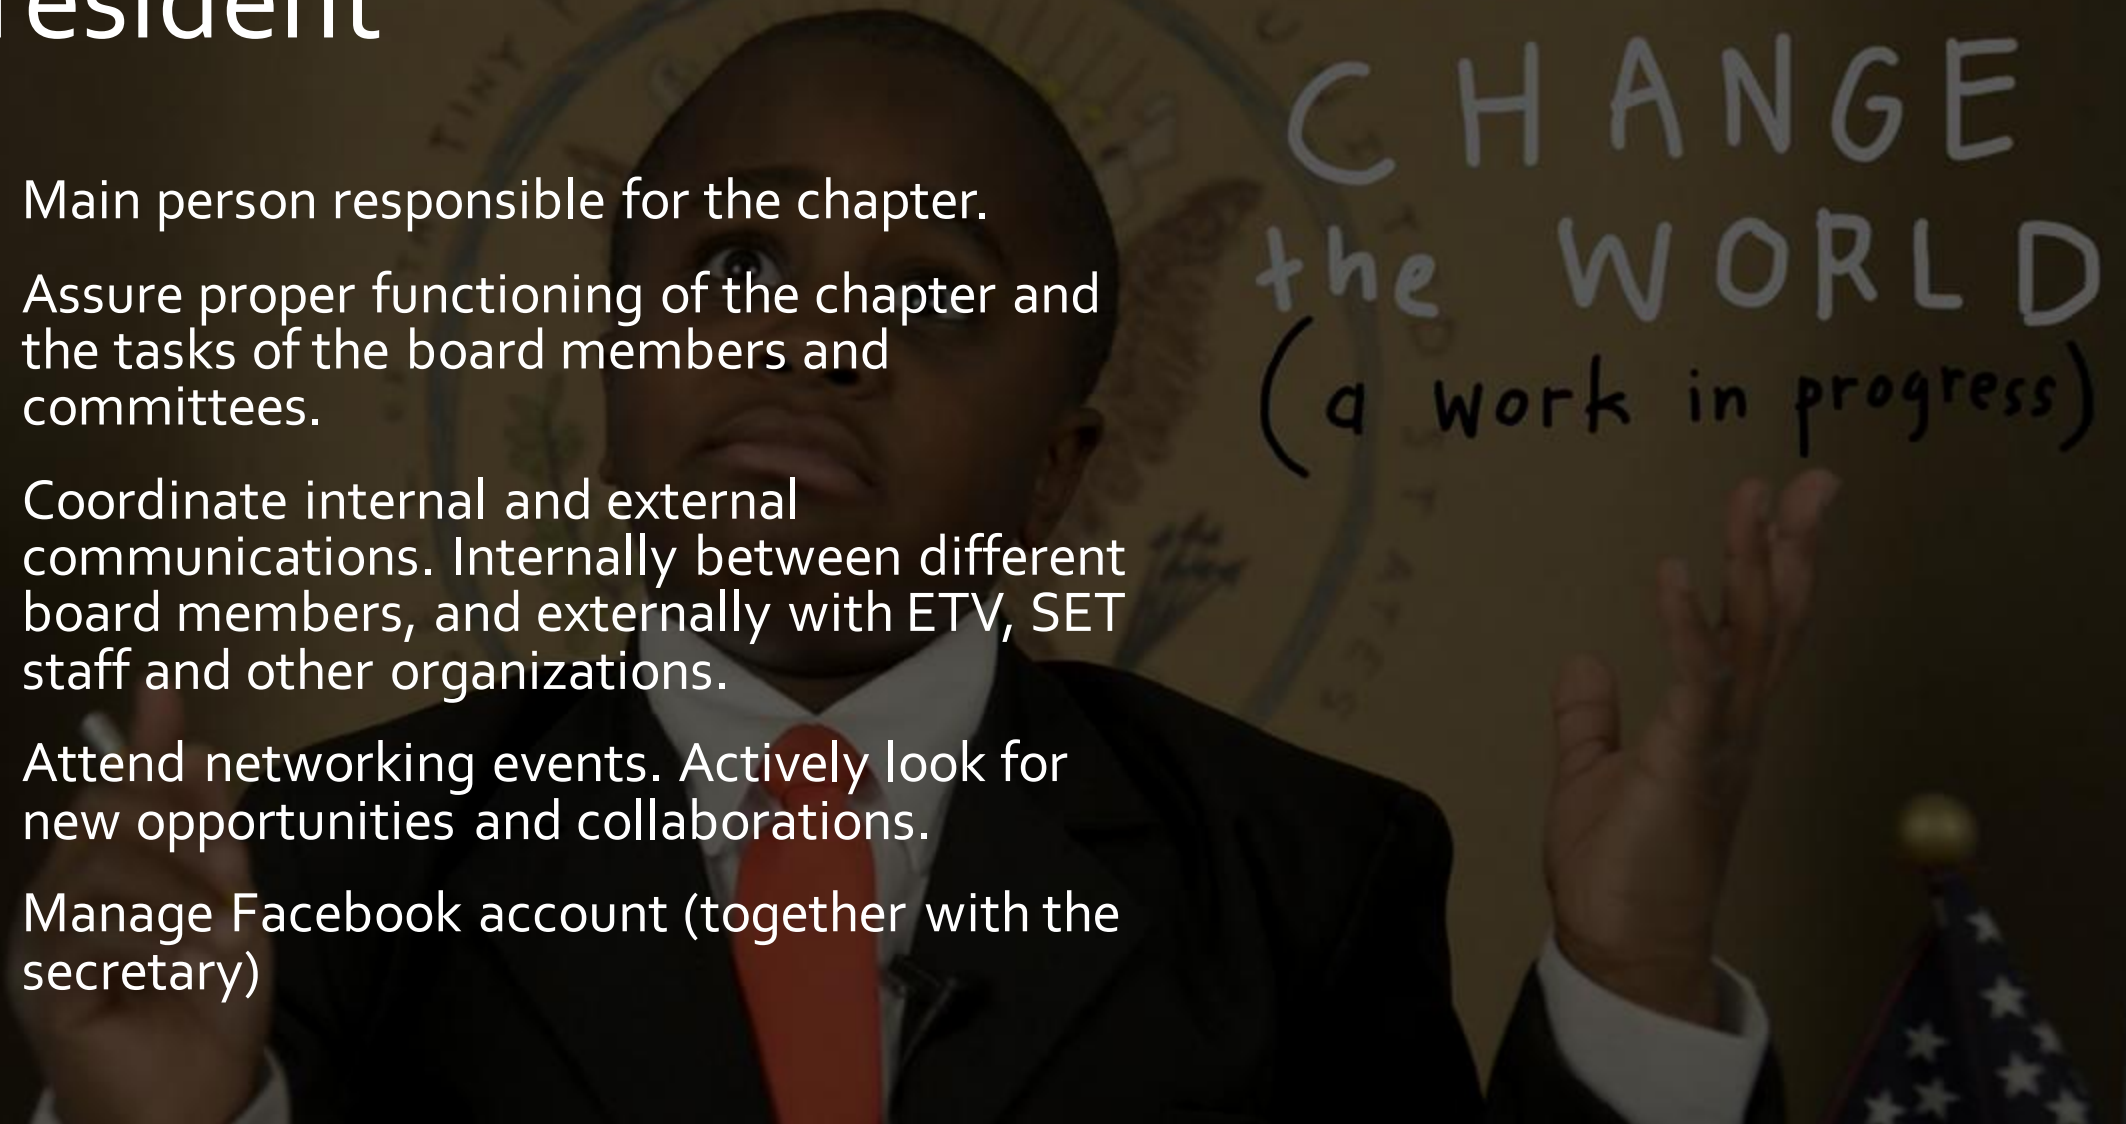 resident
CHANGE
the WORLD
(a work in progress)
Main person responsible for the chapter.
Assure proper functioning of the chapter and
the tasks of the board members and
committees.
Coordinate internal and external
communications. Internally between different
board members, and externally with ETV, SET
staff and other organizations.
Attend networking events. Actively look for
new opportunities and collaborations.
Manage Facebook account (together with the
secretary)
TINY